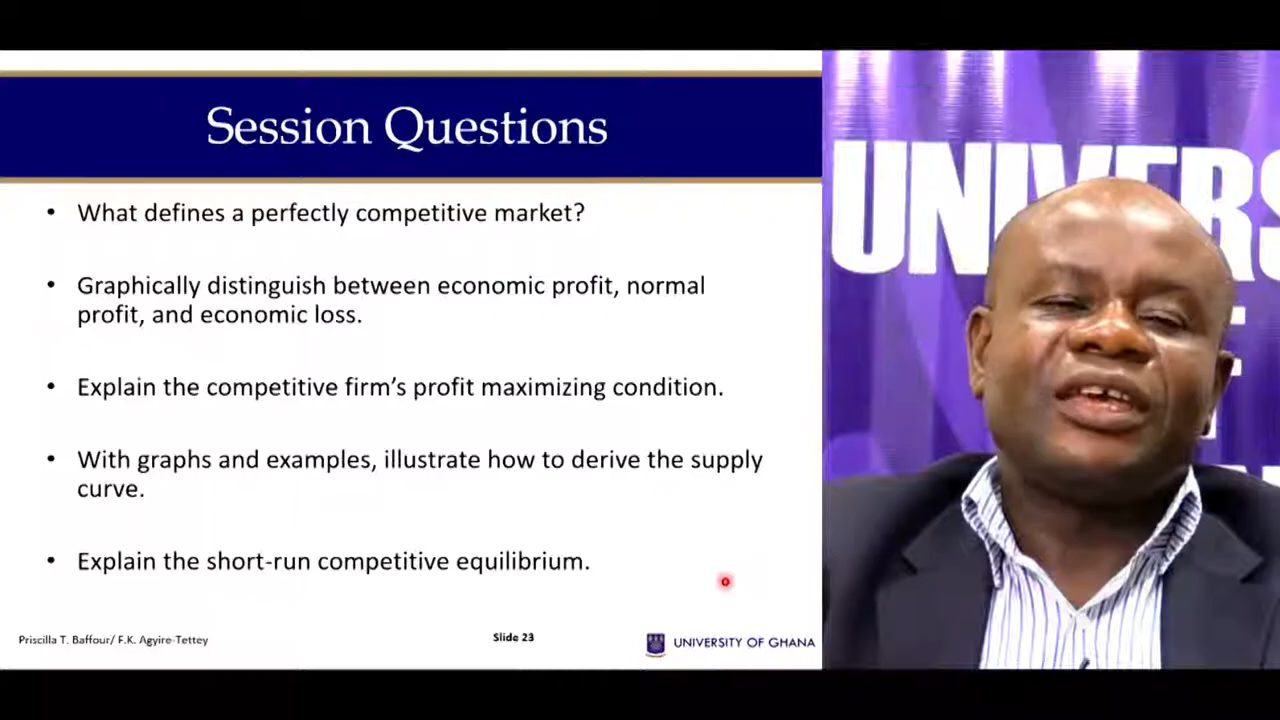 Session Questions
• What defines a perfectly competitive market?
• Graphically distinguish between economic profit, normal
profit, and economic loss.
• Explain the competitive firm's profit maximizing condition.
• With graphs and examples, illustrate how to derive the supply
curve.
• Explain the short-run competitive equilibrium.
Priscilla T. Baffour/ F.K. Agyire-Tettey
Slide 23
UNIVERSITY OF GHANA
UNIVERS